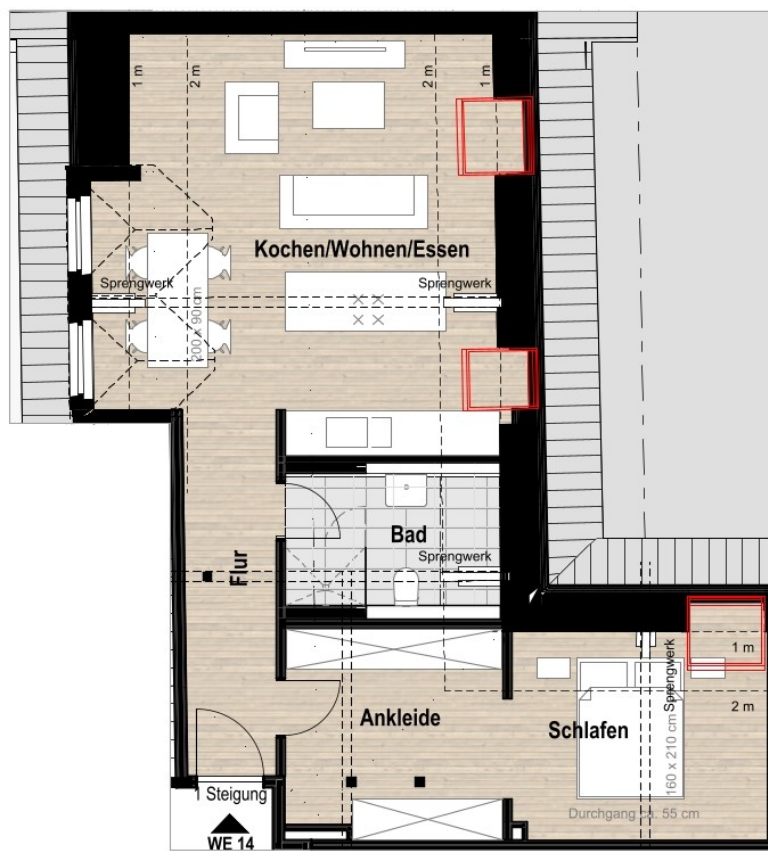 1 m
2 m
2 m
1 m
Kochen/Wohnen/Essen
Sprengwerk
Sprengwerk
200 x 90 cm
Bad
Sprengwerk
Flur
1 m
Sprengwerk
2 m
Ankleide
Schlafen
160 x 210 cm
1 Steigung
Durchgang ca. 55 cm
WE 14